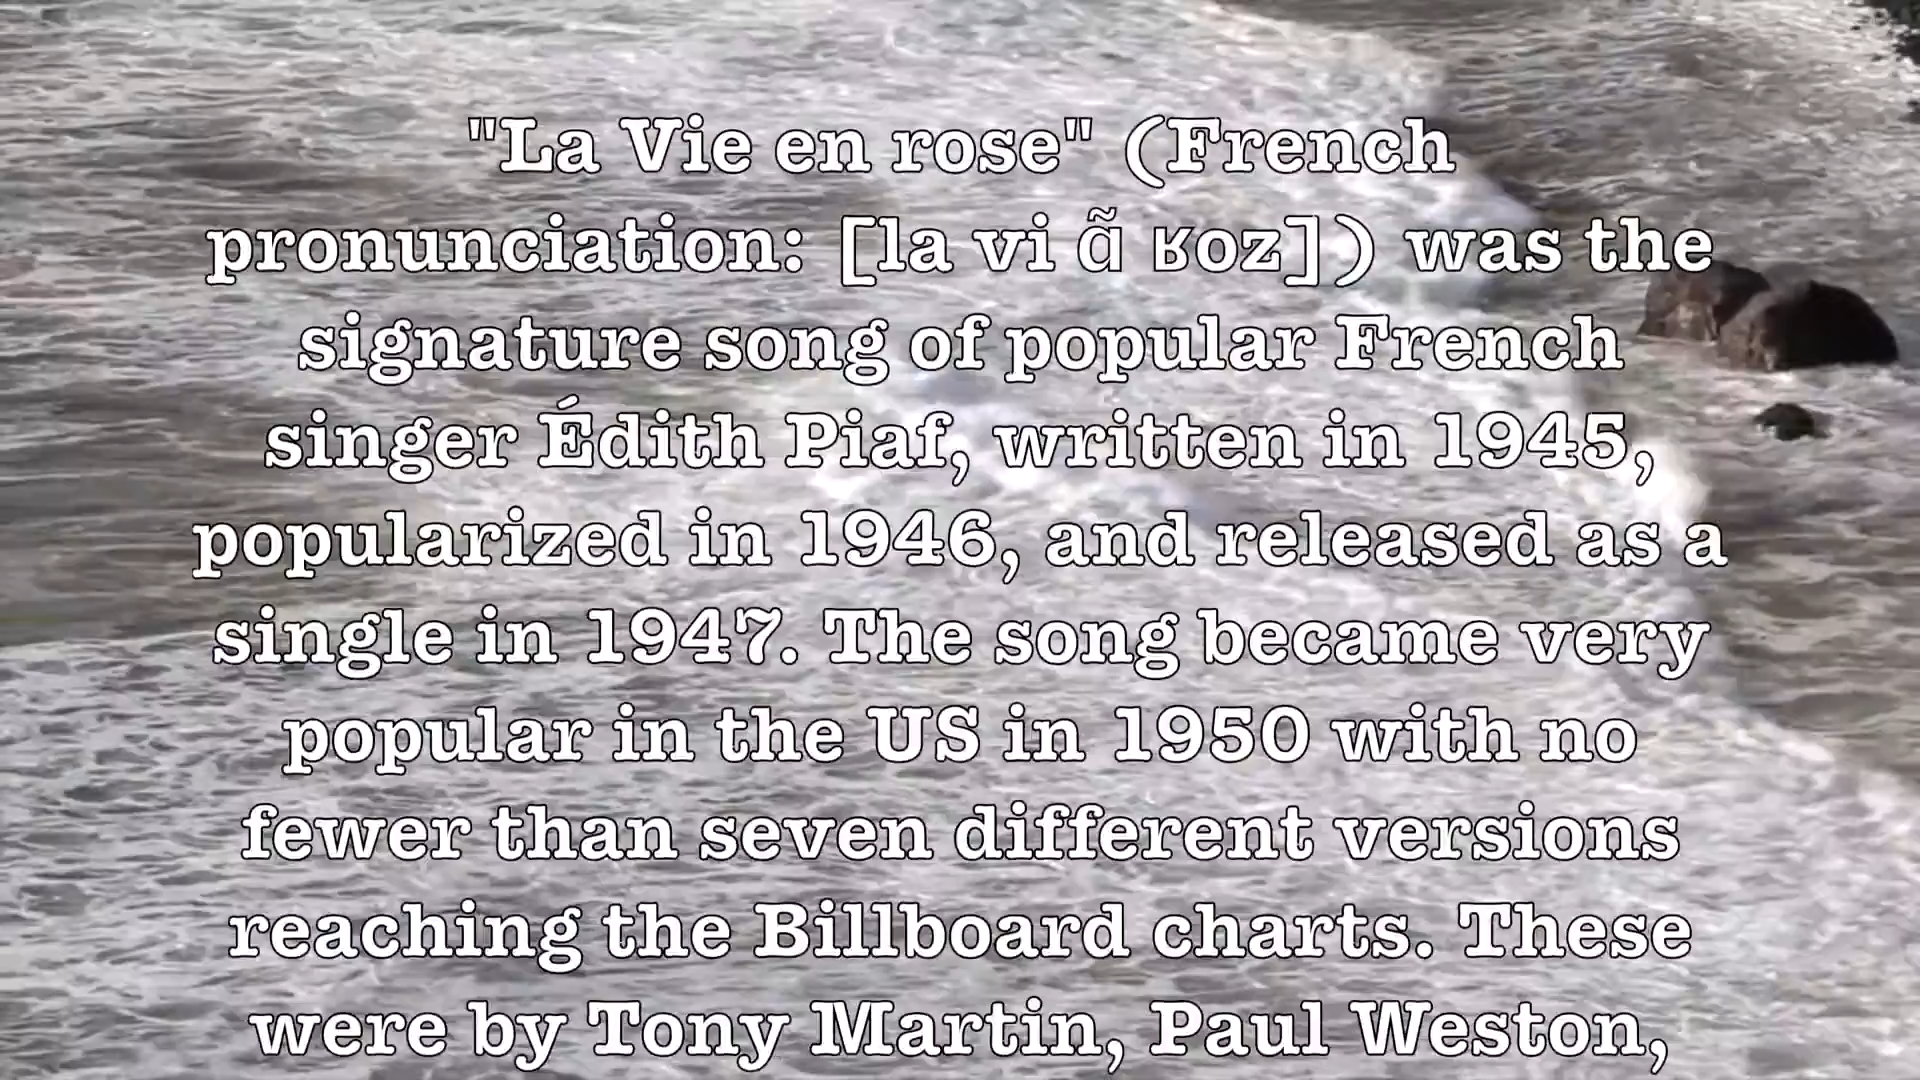 "La Vie en rose" (French
pronunciation: [la vi ɑ̃ ʁoz]) was the
signature song of popular French
singer Édith Piaf, written in 1945,
popularized in 1946, and released as a
single in 1947. The song became very
popular in the US in 1950 with no
fewer than seven different versions
reaching the Billboard charts. These
were by Tony Martin, Paul Weston,